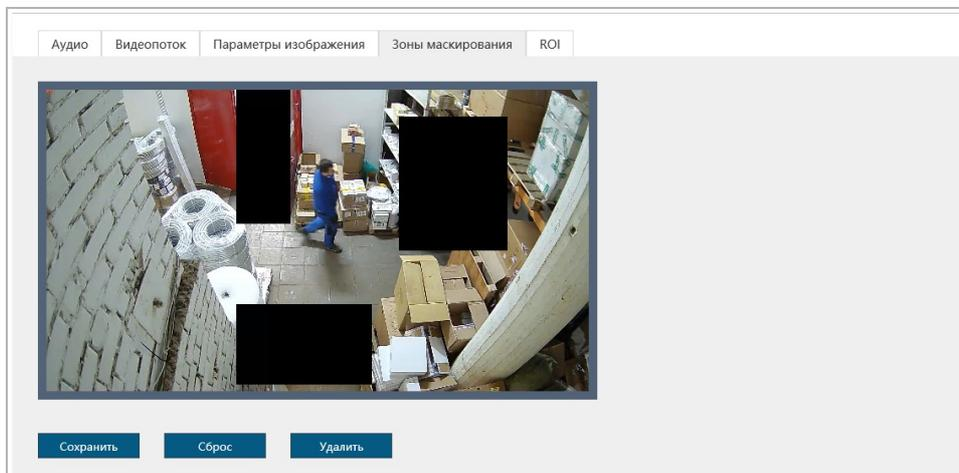 Аудио Видеопоток Параметры изображения Зоны маскирования ROI
Сохранить Сброс Удалить